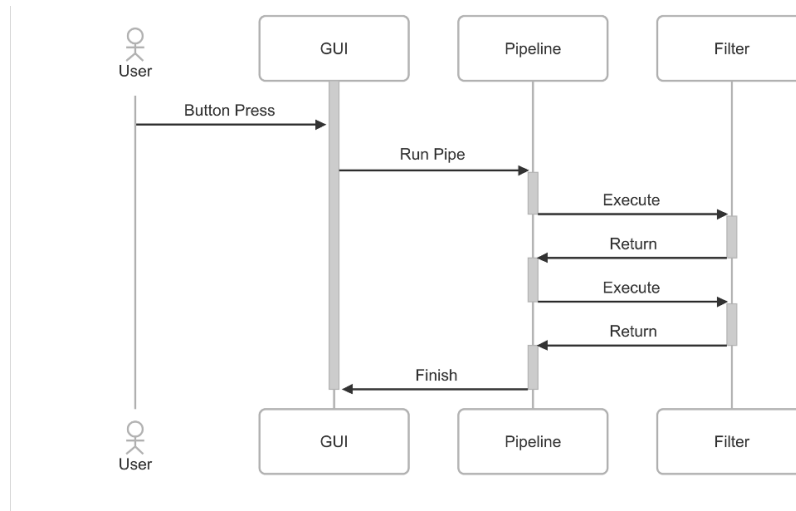 GUI
Pipeline
Filter
User
Button Press
Run Pipe
Execute
Return
Execute
Return
Finish
GUI
Pipeline
Filter
User